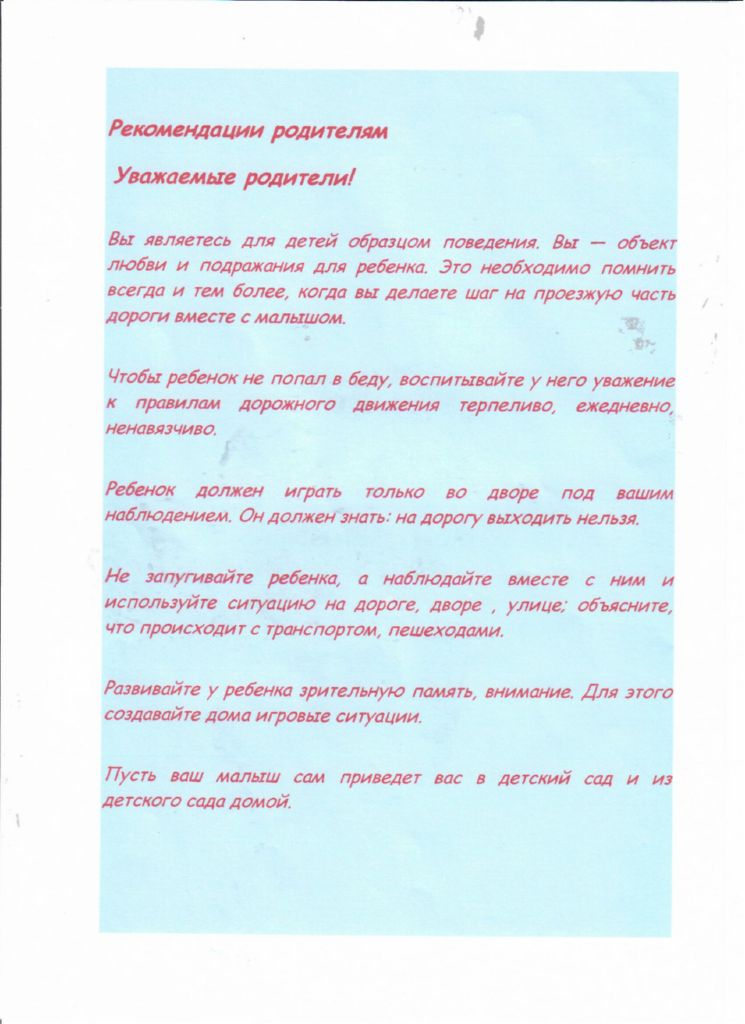 Рекомендации родителям
Уважаемые родители!
Вы являетесь для детей образцом поведения. Вы — объект
любви и подражания для ребенка. Это необходимо помнить
всегда и тем более, когда вы делаете шаг на проезжую часть
дороги вместе с малышом.
Чтобы ребенок не попал в беду, воспитывайте у него уважение
к правилам дорожного движения терпеливо, ежедневно,
ненавязчиво.
Ребенок должен играть только во дворе под вашим
наблюдением. Он должен знать: на дорогу выходить нельзя.
Не запугивайте ребенка, а наблюдайте вместе с ним и
используйте ситуацию на дороге, дворе , улице; объясните,
что происходит с транспортом, пешеходами.
Развивайте у ребенка зрительную память, внимание. Для этого
создавайте дома игровые ситуации.
Пусть ваш малыш сам приведет вас в детский сад и из
детского сада домой.